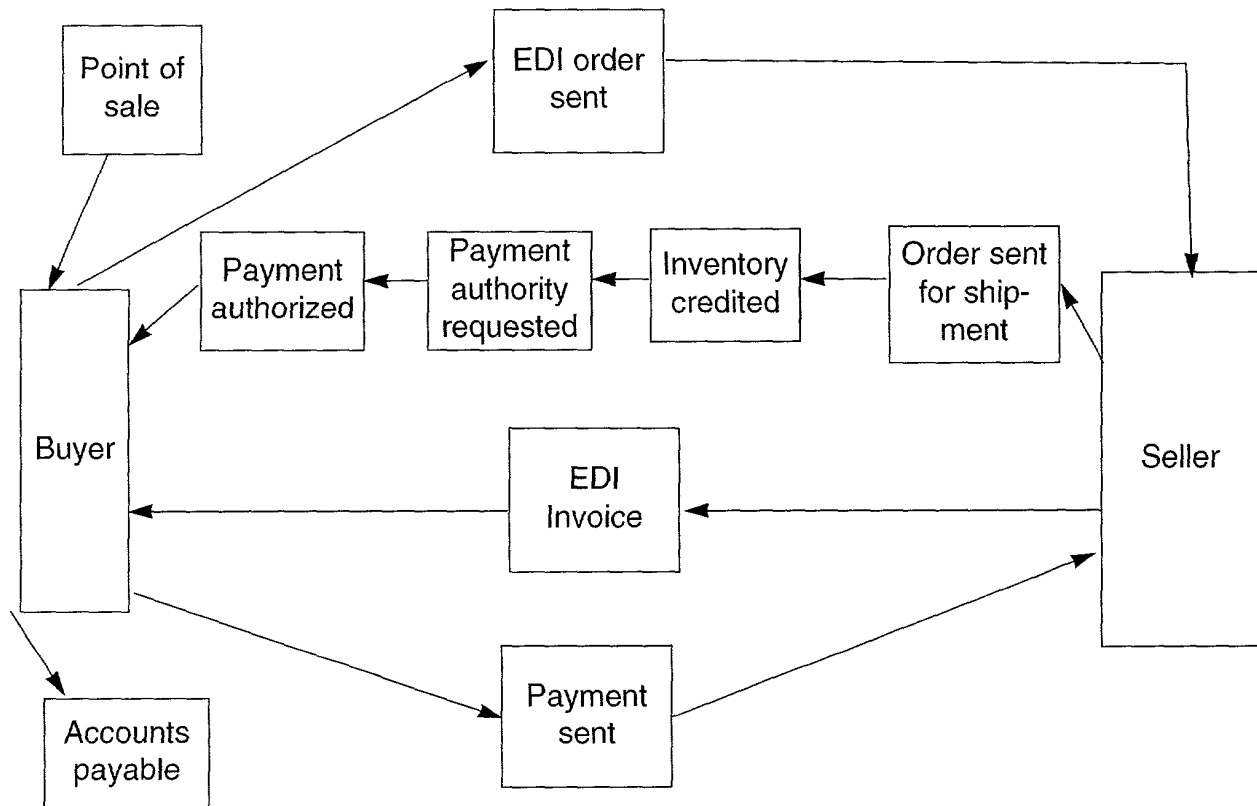 Point of
sale
EDI order
sent
Payment
authorized
Payment
authority
requested
Inventory
credited
Order sent
for ship-
ment
Buyer
EDI
Invoice
Seller
Payment
sent
Accounts
payable